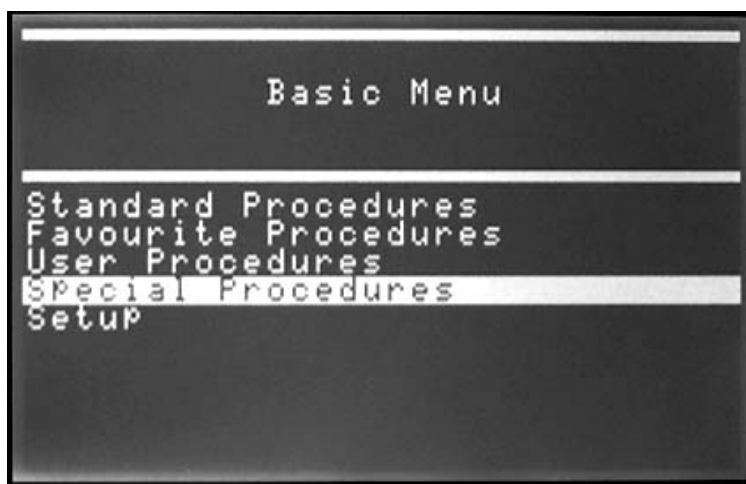 Basic Menu
Standard Procedures
Favourite Procedures
User Procedures
Special Procedures
Setup